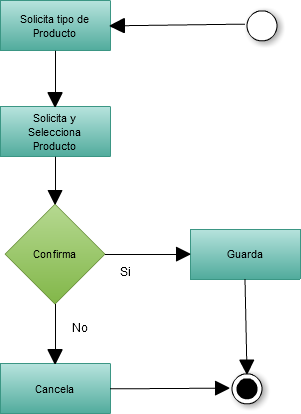 Solicita tipo de
Producto
Solicita y
Selecciona
Producto
Confirma
Si
Guarda
No
Cancela